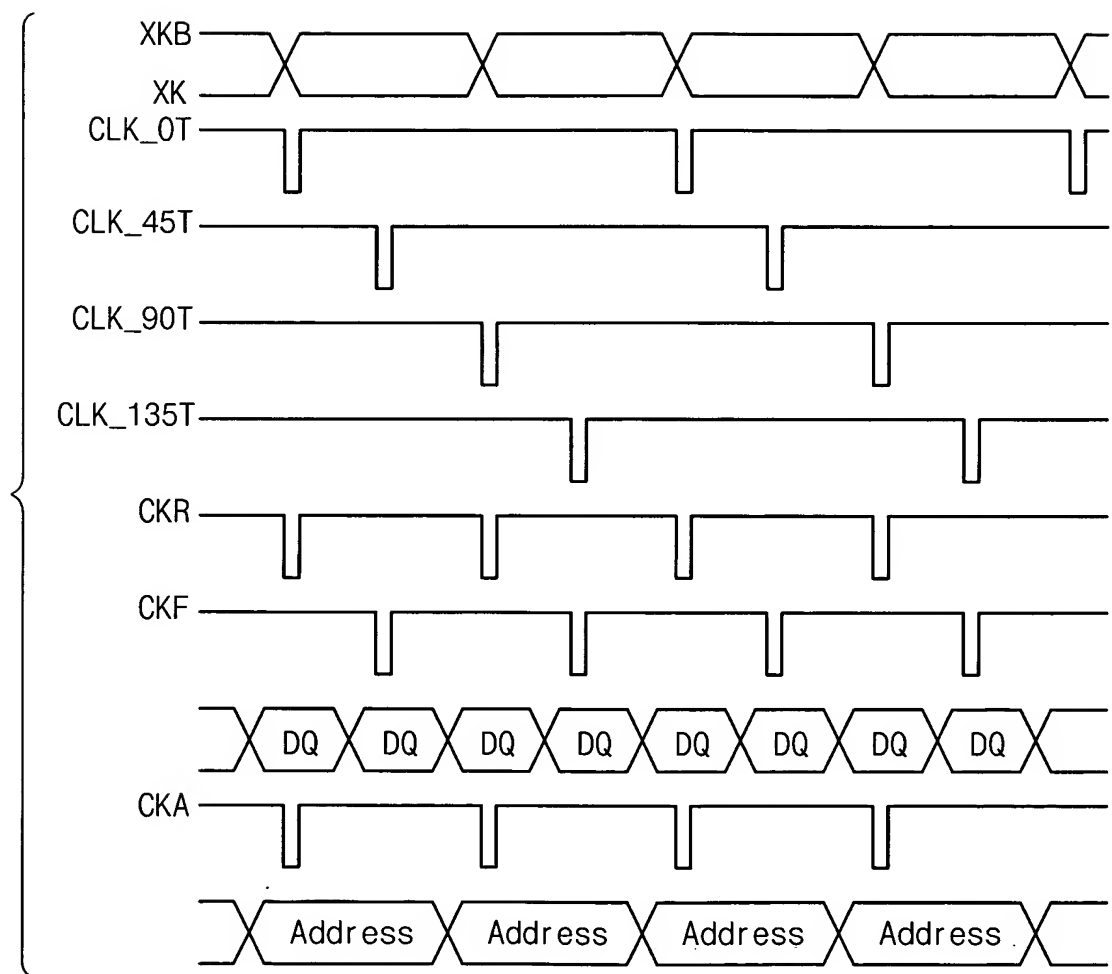 XKB
XK
CLK_0T
CLK_45T
CLK_90T
CLK_135T
CKR
CKF
DQ DQ DQ DQ DQ DQ DQ DQ
CKA
Address Address Address Address